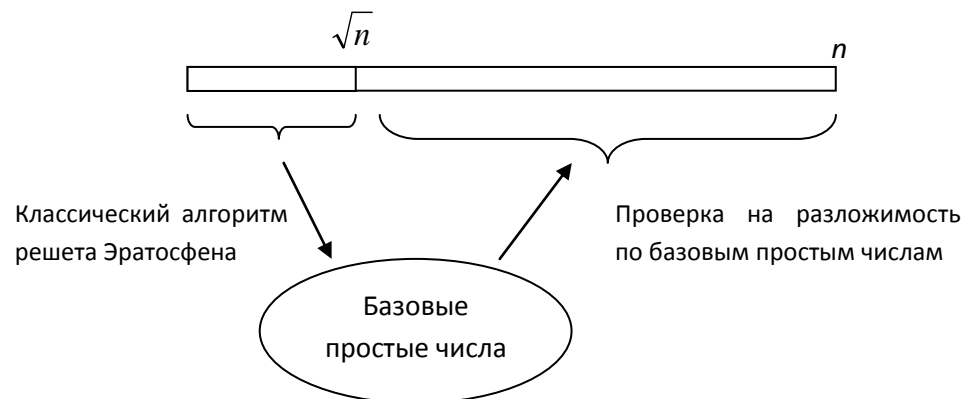 √n
n
Классический алгоритм
решета Эратосфена
Проверка на разложимость
по базовым простым числам
Базовые
простые числа